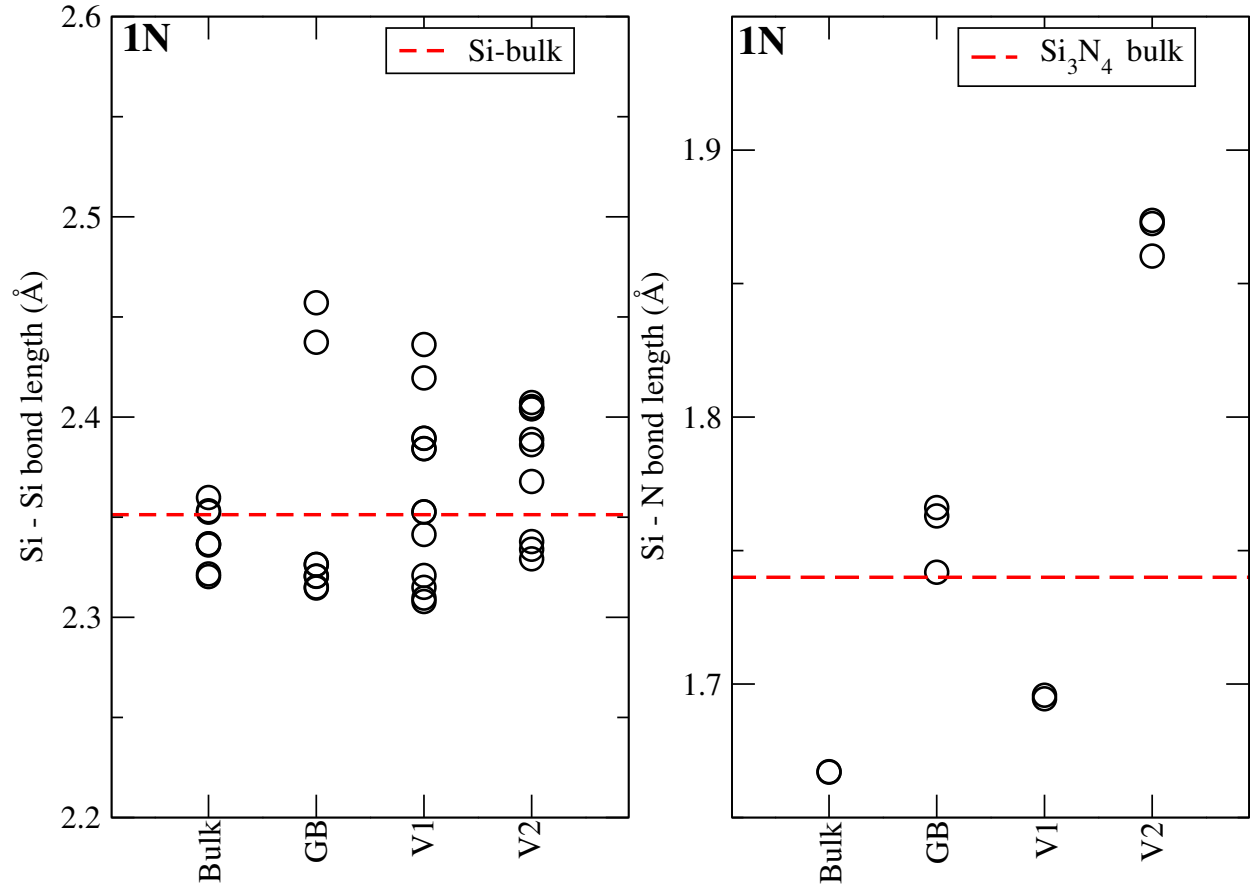 1N
Si-bulk
2.6
2.5
2.4
2.3
2.2
Si - Si bond length (Å)
Bulk
GB
V1
V2
1N
Si3N4 bulk
1.9
1.8
1.7
Si - N bond length (Å)
Bulk
GB
V1
V2